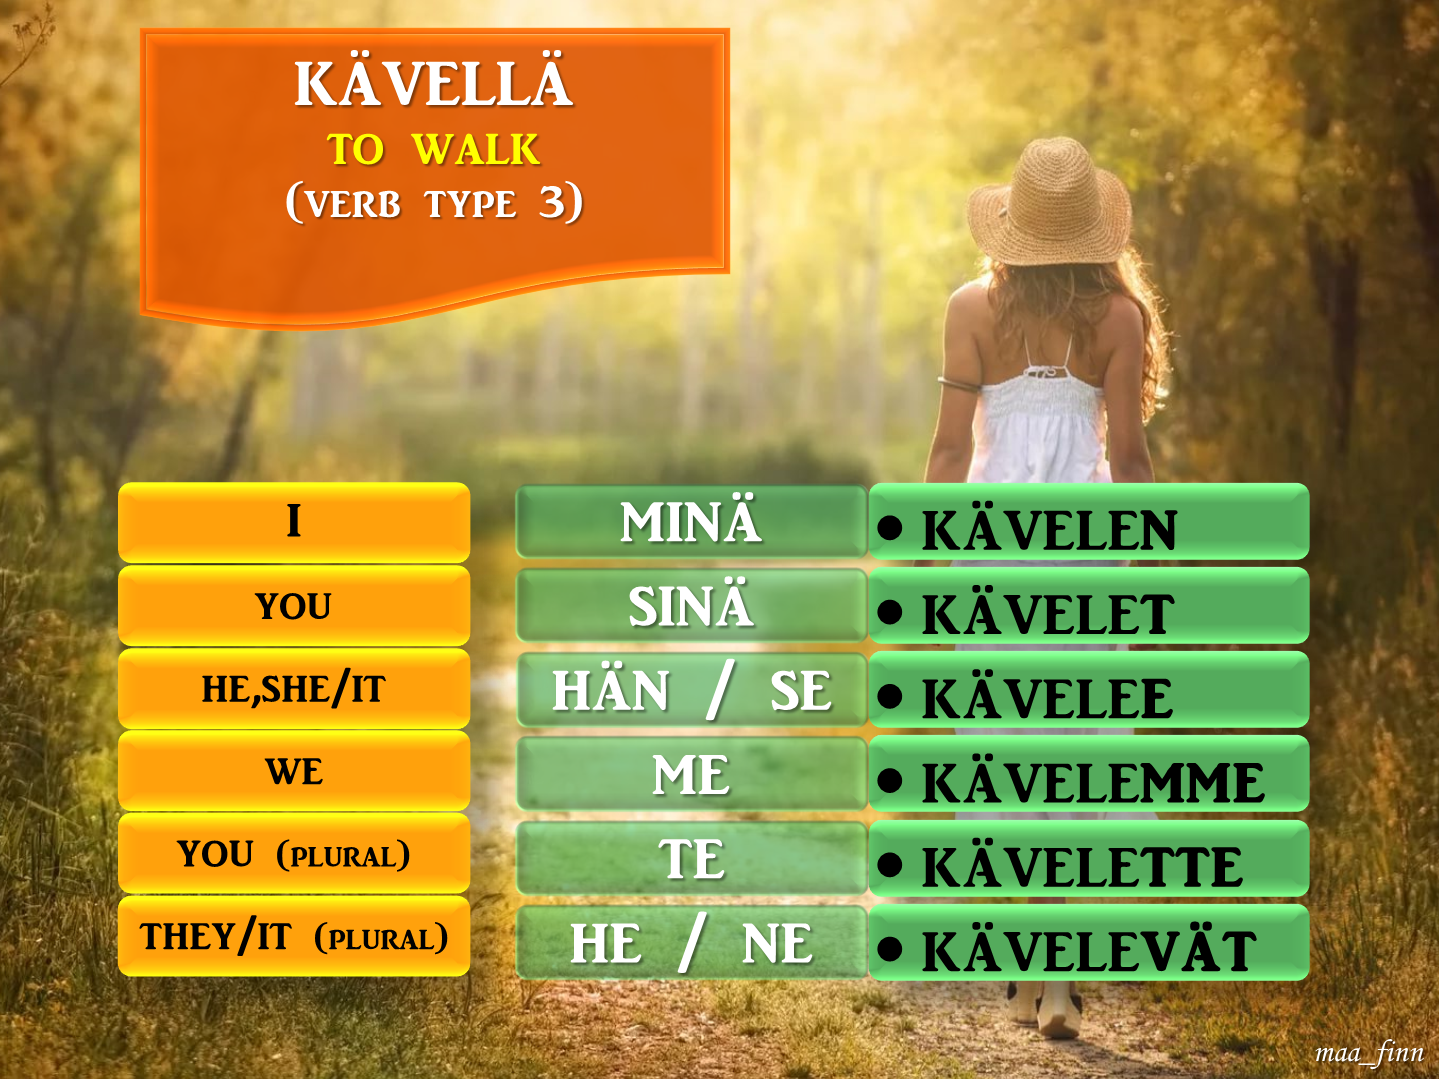 KÄVELLÄ
TO WALK
(VERB TYPE 3)
I MINÄ • KÄVELEN
YOU SINÄ • KÄVELET
HE,SHE/IT HÄN / SE • KÄVELEE
WE ME • KÄVELEMME
YOU (PLURAL) TE • KÄVELETTE
THEY/IT (PLURAL) HE / NE • KÄVELEVÄT
maa_finn